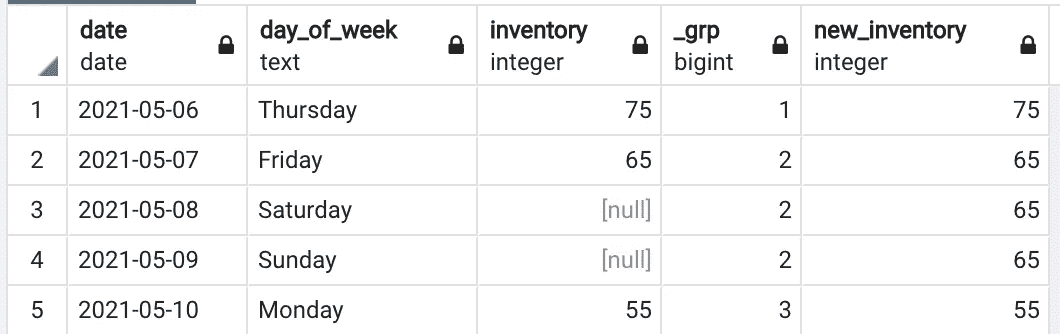 date day_of_week inventory _grp new_inventory
date text integer bigint integer
1 2021-05-06 Thursday 75 1 75
2 2021-05-07 Friday 65 2 65
3 2021-05-08 Saturday [null] 2 65
4 2021-05-09 Sunday [null] 2 65
5 2021-05-10 Monday 55 3 55